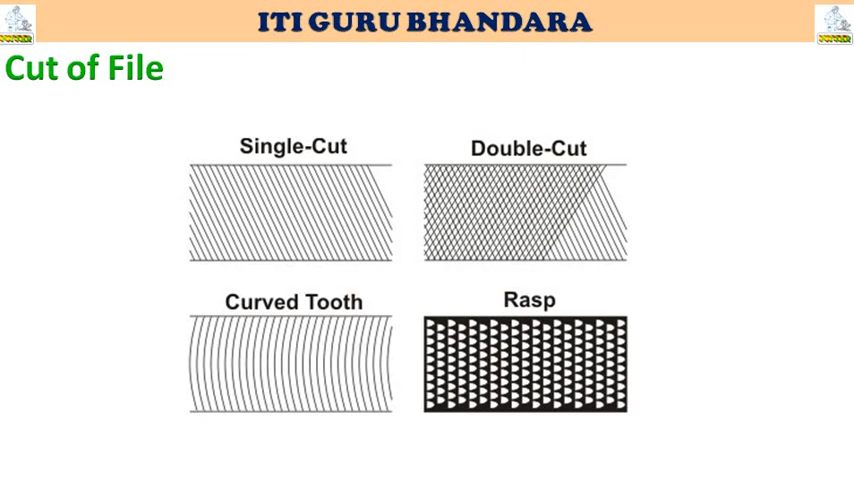 ITI GURU BHANDARA
Cut of File
Single-Cut
Double-Cut
Curved Tooth
Rasp